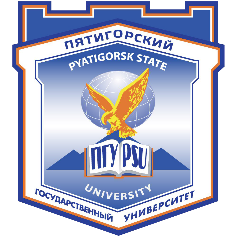 ПЯТИГОРСКИЙ
PYATIGORSK STATE
ПГУ PSU
UNIVERSITY
ГОСУДАРСТВЕННЫЙ УНИВЕРСИТЕТ